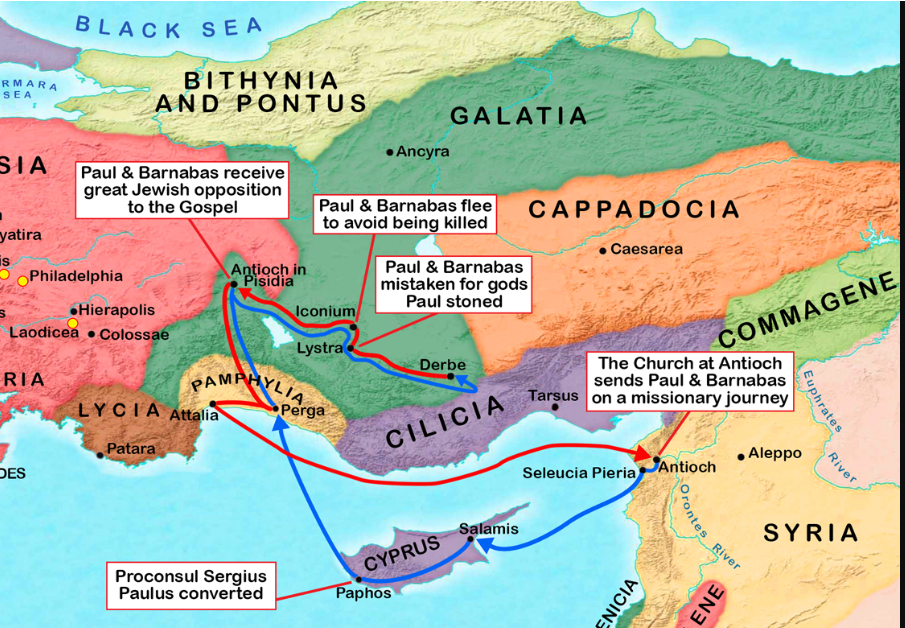 BLACK SEA
RMARA
SEA
BITHYNIA
AND PONTUS
GALATIA
Ancyra
SIA
Paul & Barnabas receive
great Jewish opposition
to the Gospel
Paul & Barnabas flee
to avoid being killed
CAPPADOCIA
Caesarea
yatira
is
Philadelphia
Paul & Barnabas
mistaken for gods
Paul stoned
Antioch in
Pisidia
COMMAGENE
s
Hierapolis
Laodicea
Colossae
Iconium
Lystra
Derbe
The Church at Antioch
sends Paul & Barnabas
on a missionary journey
RIA
PAMPHYLIA
LYCIA
Attalia
Perga
CILICIA
Tarsus
Euphrates
River
Patara
DES
Seleucia Pieria
Antioch
Aleppo
Orontes River
SYRIA
Salamis
CYPRUS
Proconsul Sergius
Paulus converted
Paphos
ENICIA
ENE